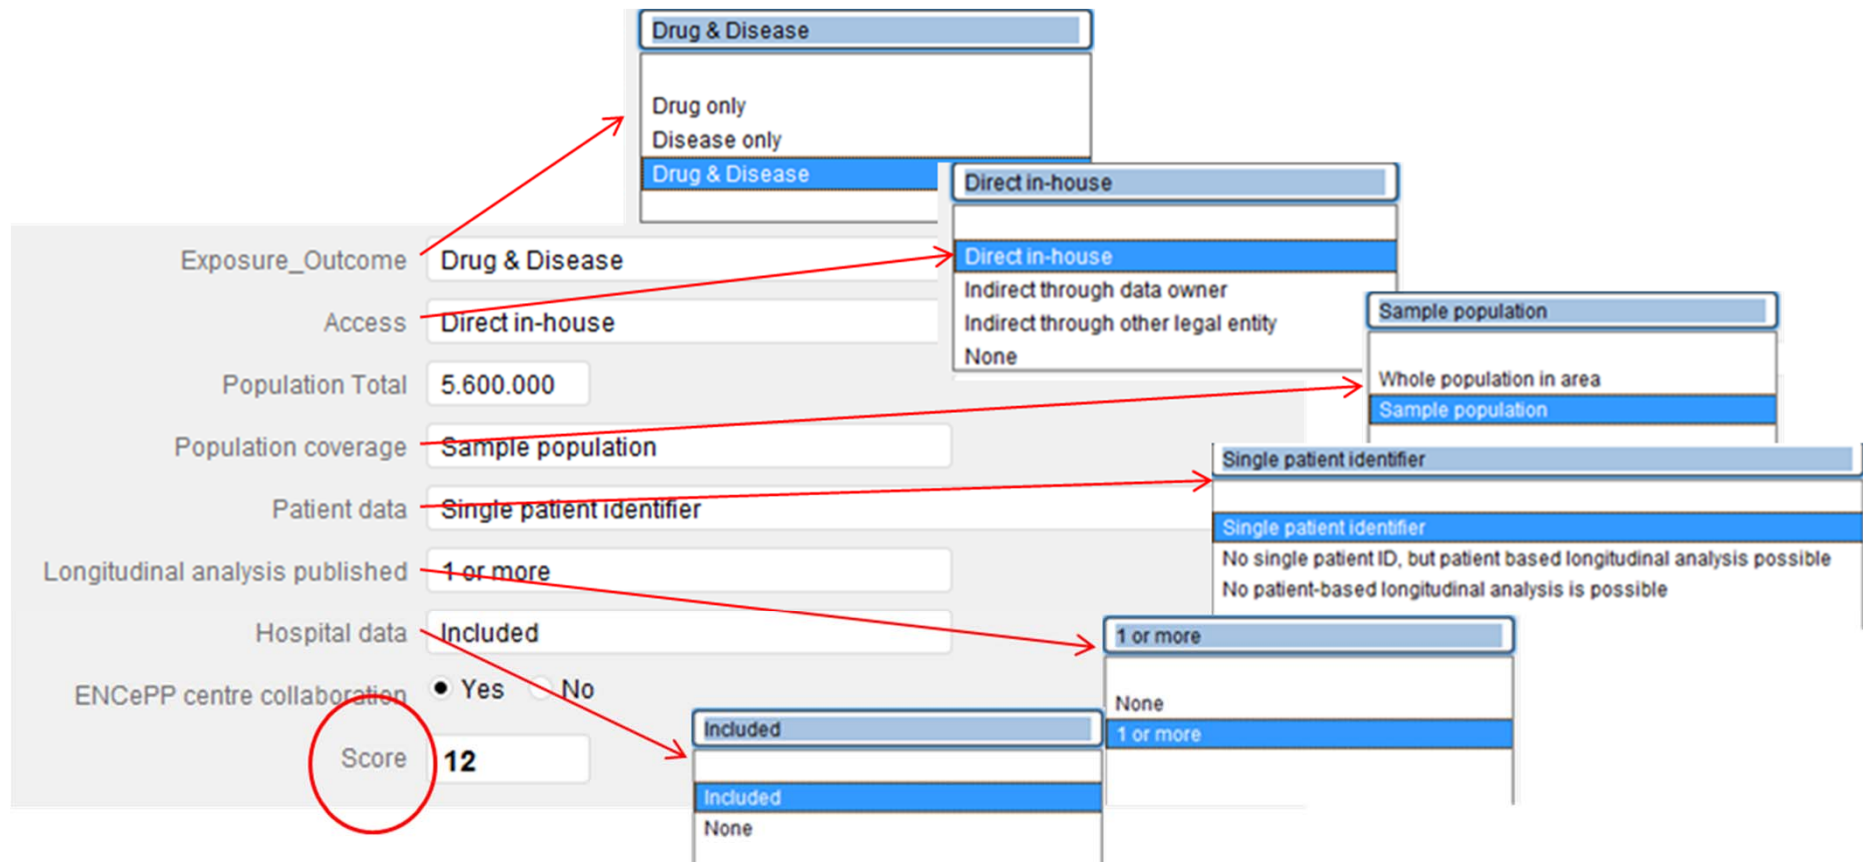 Drug & Disease
Drug only
Disease only
Drug & Disease
Direct in-house
Direct in-house
Indirect through data owner
Indirect through other legal entity
None
Sample population
Whole population in area
Sample population
Single patient identifier
Single patient identifier
No single patient ID, but patient based longitudinal analysis possible
No patient-based longitudinal analysis is possible
1 or more
None
1 or more
Included
Included
None
Exposure_Outcome Drug & Disease
Access Direct in-house
Population Total 5.600.000
Population coverage Sample population
Patient data Single patient identifier
Longitudinal analysis published 1 or more
Hospital data Included
ENCePP centre collaboration Yes No
Score 12